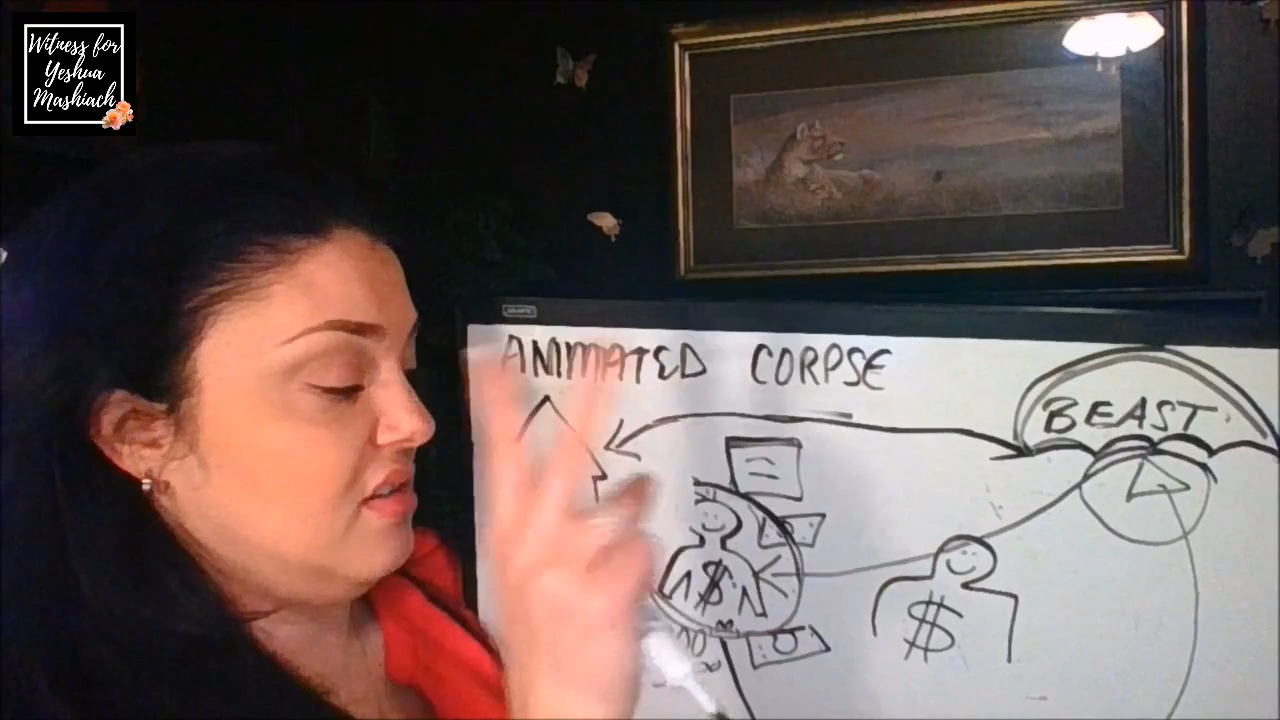 Witness for
Yeshua
Mashiach
ANIMATED CORPSE
BEAST
$
$